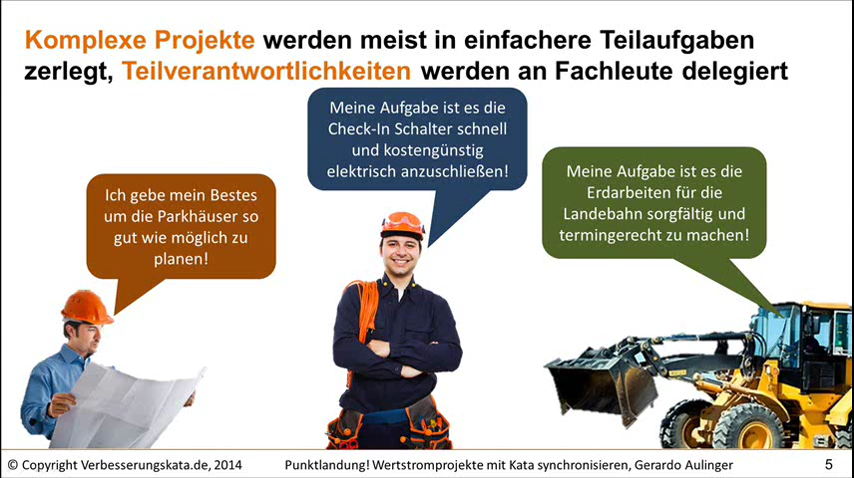 Komplexe Projekte werden meist in einfachere Teilaufgaben
zerlegt, Teilverantwortlichkeiten werden an Fachleute delegiert
Meine Aufgabe ist es die
Check-In Schalter schnell
und kostengünstig
elektrisch anzuschließen!
Meine Aufgabe ist es die
Erdarbeiten für die
Landebahn sorgfältig und
termingerecht zu machen!
Ich gebe mein Bestes
um die Parkhäuser so
gut wie möglich zu
planen!
© Copyright Verbesserungskata.de, 2014
Punktlandung! Wertstromprojekte mit Kata synchronisieren, Gerardo Aulinger
5